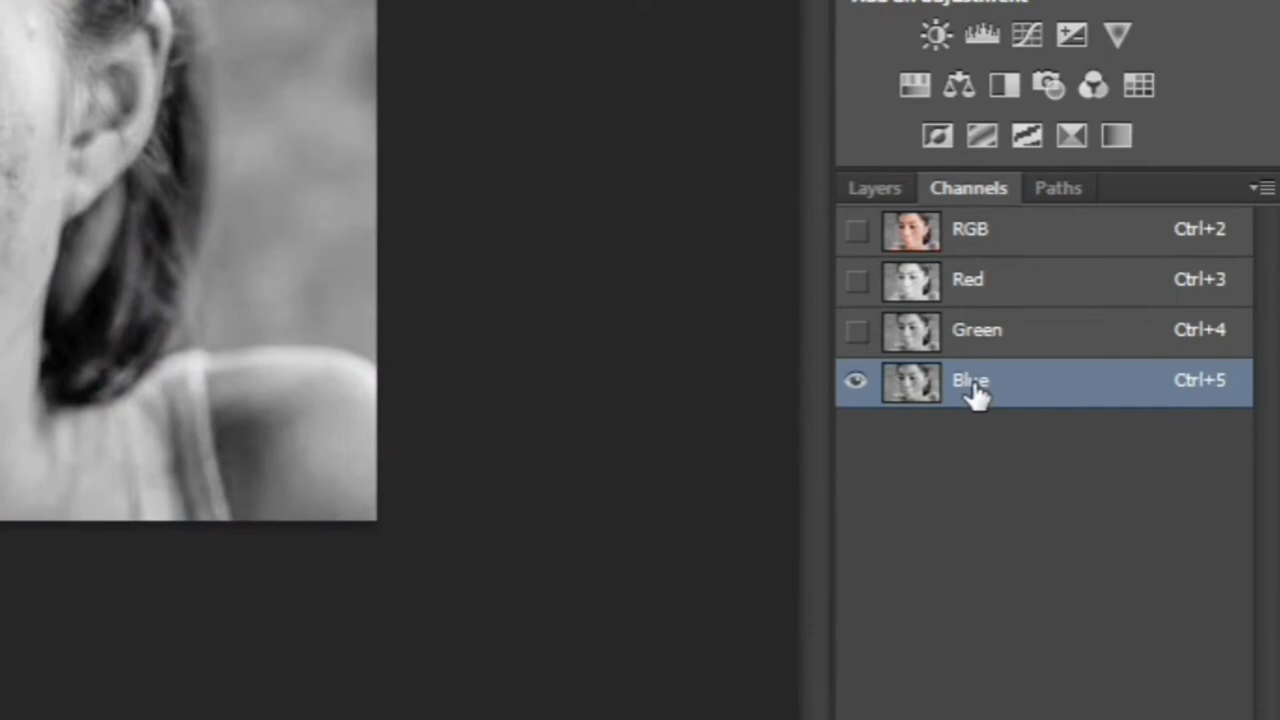 Layers Channels Paths
RGB Ctrl+2
Red Ctrl+3
Green Ctrl+4
Blue Ctrl+5